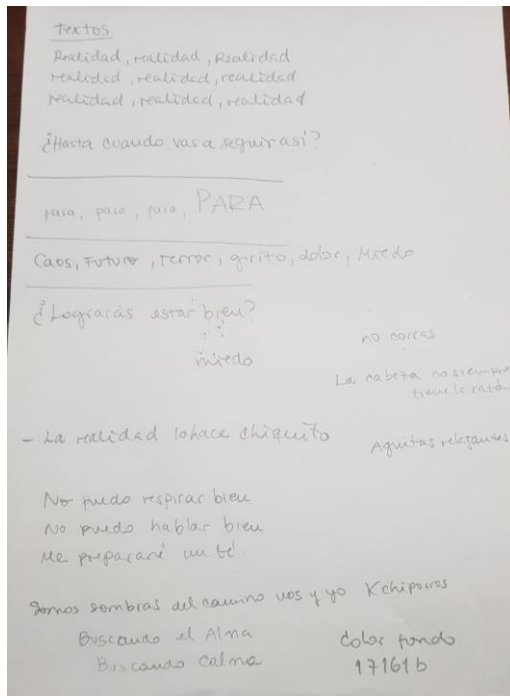 Textos
Realidad, realidad, Realidad
realidad, realidad, realidad
realidad, realidad, realidad
¿Hasta cuando vas a seguir así?
para, para, para, PARA
Caos, Futuro, terror, grito, dolor, Miedo
¿Lograrás estar bien?
miedo
no corras
La cabeza no siempre
tiene la razón
- La realidad lo hace chiquito
Aguitas relajantes
No puedo respirar bien
No puedo hablar bien
Me prepararé un té.
Somos sombras del camino vos y yo Kchiporros
Buscando el Alma
Buscando calma
Color fondo
17161b